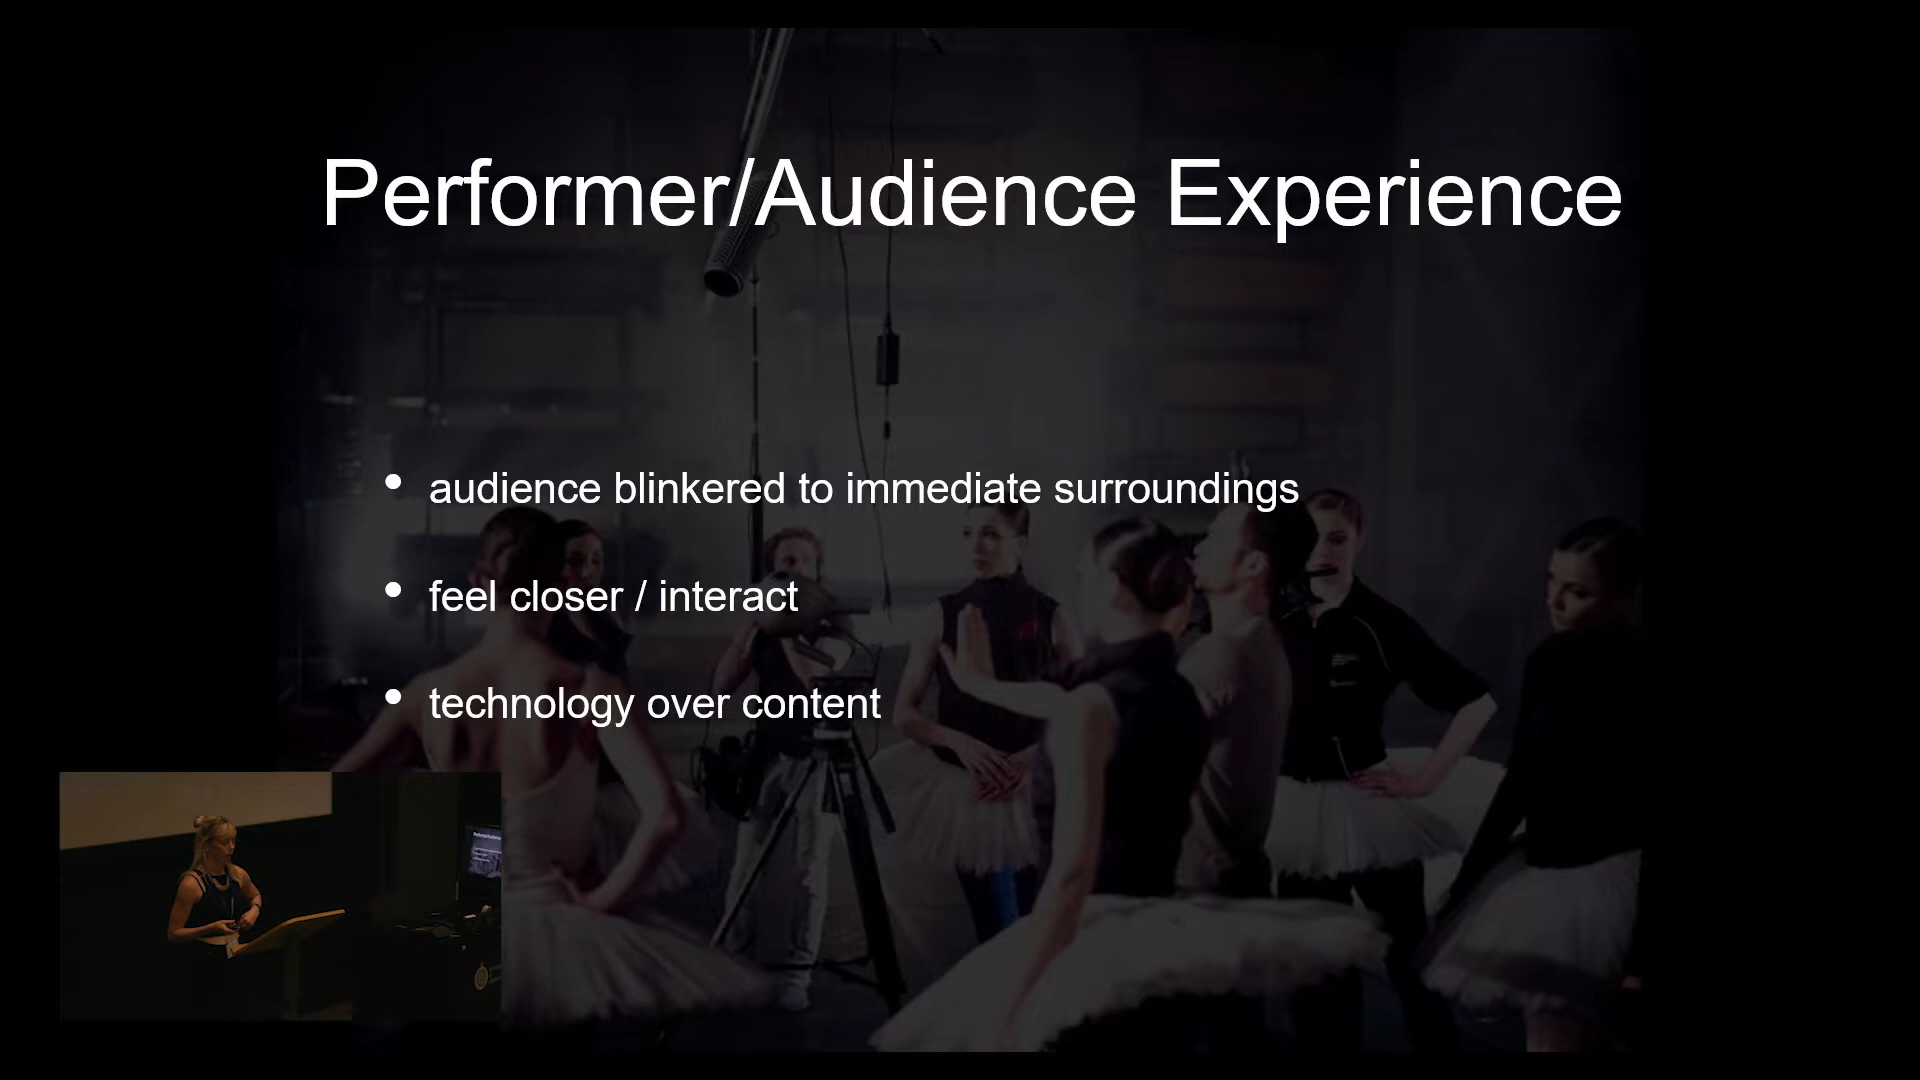 Performer/Audience Experience
• audience blinkered to immediate surroundings
• feel closer / interact
• technology over content